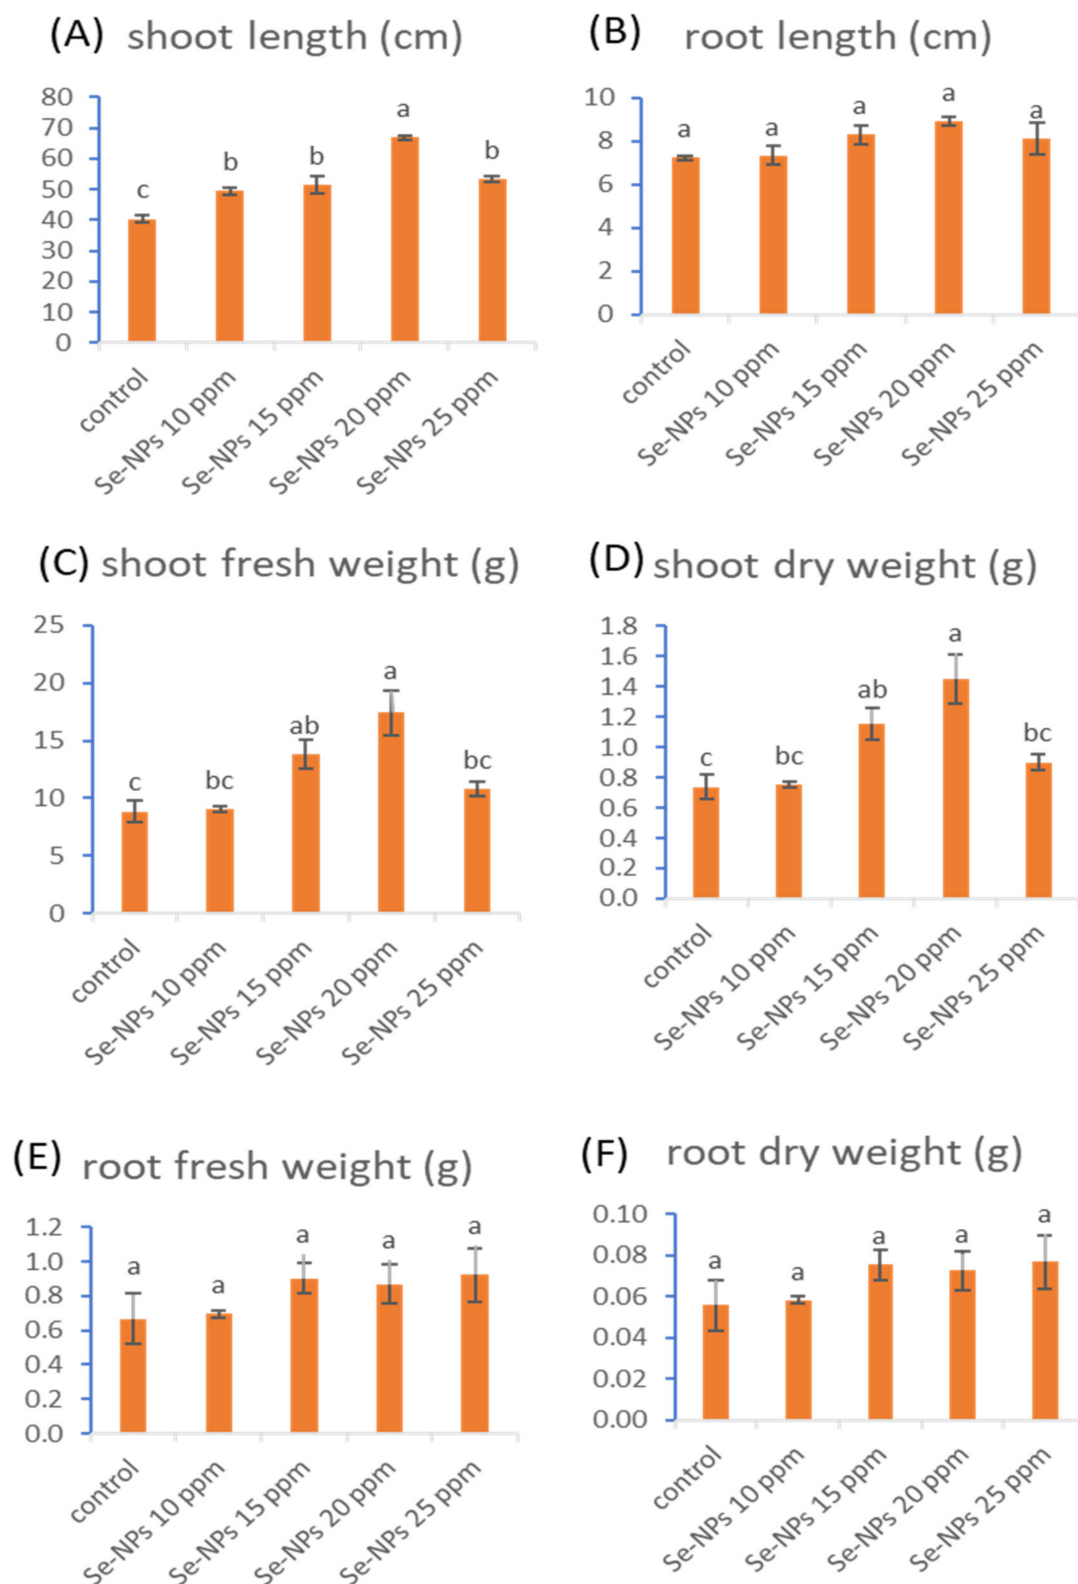 (A) shoot length (cm)
80
70
60
50
40
30
20
10
0
c
b
b
a
b
control
Se-NPs 10 ppm
Se-NPs 15 ppm
Se-NPs 20 ppm
Se-NPs 25 ppm
(B) root length (cm)
10
8
6
4
2
0
a
a
a
a
a
control
Se-NPs 10 ppm
Se-NPs 15 ppm
Se-NPs 20 ppm
Se-NPs 25 ppm
(C) shoot fresh weight (g)
25
20
15
10
5
0
c
bc
ab
a
bc
control
Se-NPs 10 ppm
Se-NPs 15 ppm
Se-NPs 20 ppm
Se-NPs 25 ppm
(D) shoot dry weight (g)
1.8
1.6
1.4
1.2
1.0
0.8
0.6
0.4
0.2
0.0
c
bc
ab
a
bc
control
Se-NPs 10 ppm
Se-NPs 15 ppm
Se-NPs 20 ppm
Se-NPs 25 ppm
(E) root fresh weight (g)
1.2
1.0
0.8
0.6
0.4
0.2
0.0
a
a
a
a
a
control
Se-NPs 10 ppm
Se-NPs 15 ppm
Se-NPs 20 ppm
Se-NPs 25 ppm
(F) root dry weight (g)
0.10
0.08
0.06
0.04
0.02
0.00
a
a
a
a
a
control
Se-NPs 10 ppm
Se-NPs 15 ppm
Se-NPs 20 ppm
Se-NPs 25 ppm